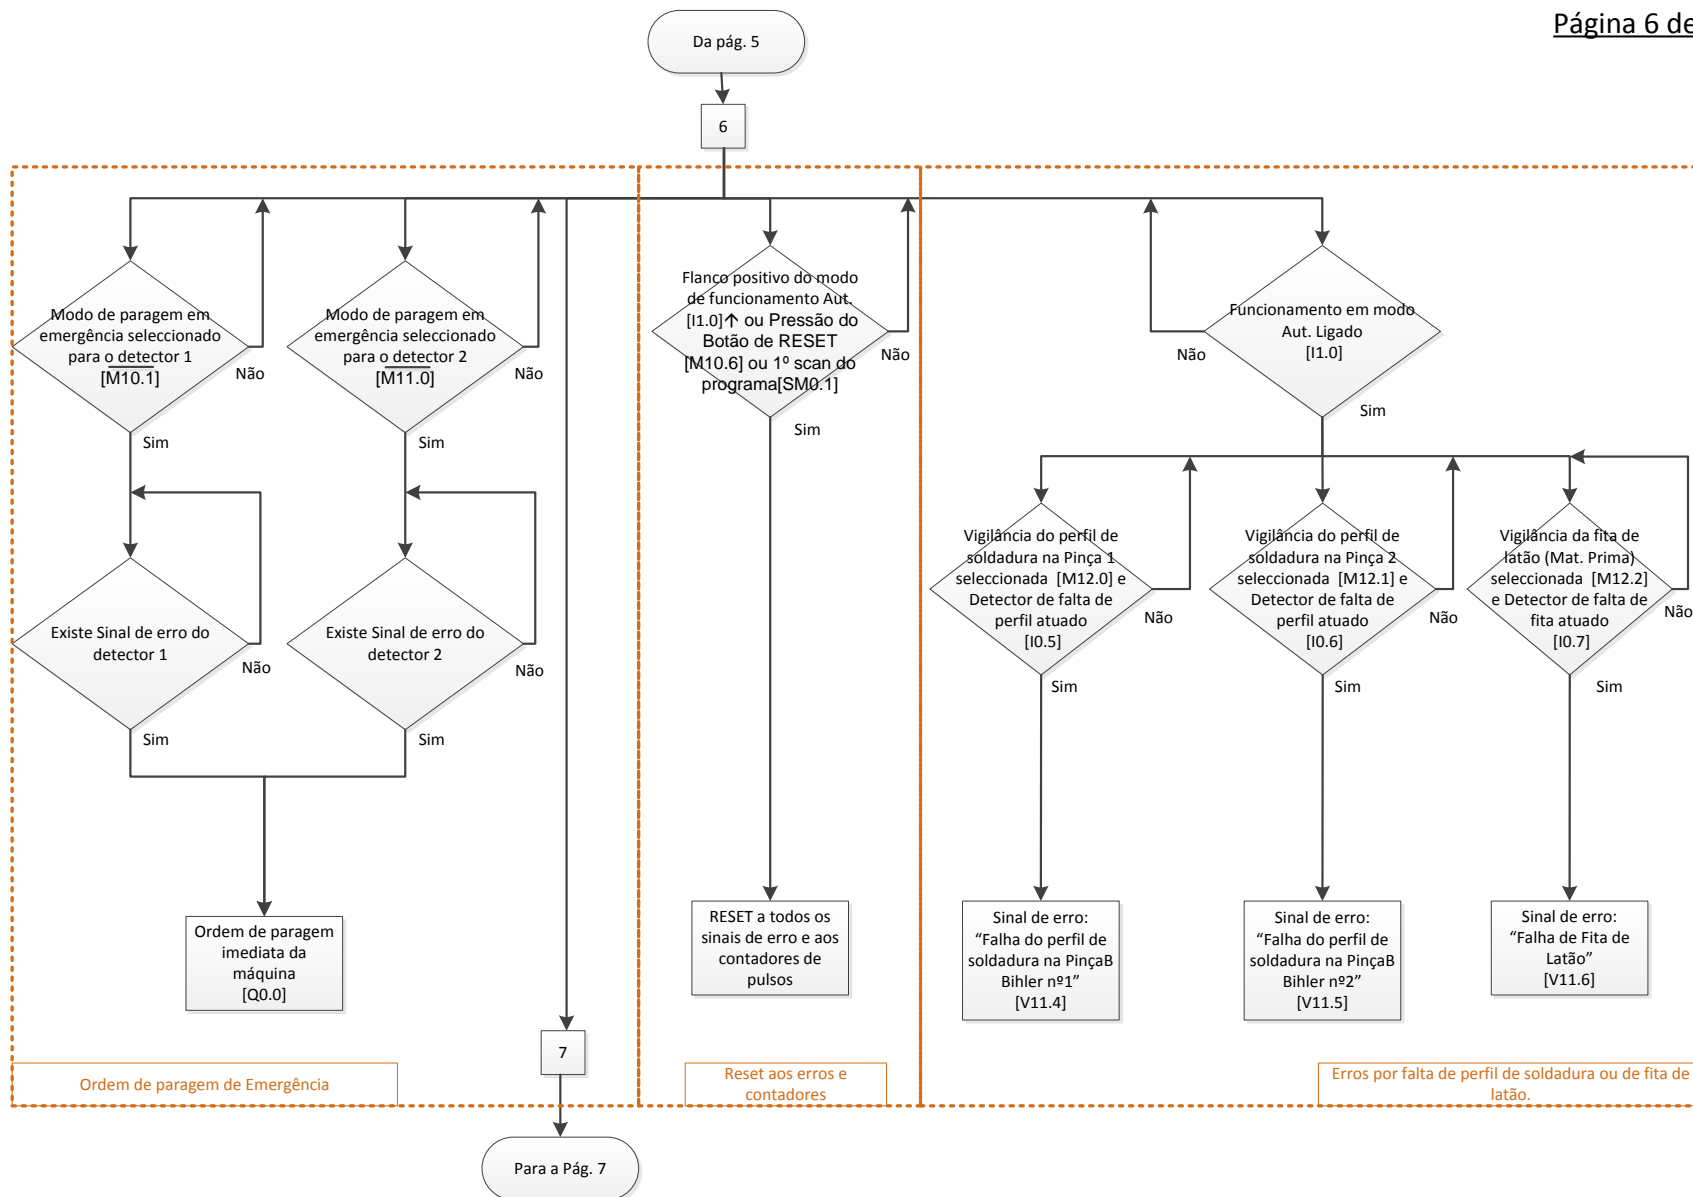 Página 6 de
Da pág. 5
6
Modo de paragem em
emergência seleccionado
para o detector 1
[M10.1]
Não
Sim
Modo de paragem em
emergência seleccionado
para o detector 2
[M11.0]
Não
Sim
Flanco positivo do modo
de funcionamento Aut.
[I1.0]↑ ou Pressão do
Botão de RESET
[M10.6] ou 1º scan do
programa[SM0.1]
Não
Sim
Funcionamento em modo
Aut. Ligado
[I1.0]
Não
Sim
Existe Sinal de erro do
detector 1
Não
Sim
Existe Sinal de erro do
detector 2
Não
Sim
Vigilância do perfil de
soldadura na Pinça 1
seleccionada [M12.0] e
Detector de falta de
perfil atuado
[I0.5]
Não
Sim
Vigilância do perfil de
soldadura na Pinça 2
seleccionada [M12.1] e
Detector de falta de
perfil atuado
[I0.6]
Não
Sim
Vigilância da fita de
latão (Mat. Prima)
seleccionada [M12.2]
e Detector de falta de
fita atuado
[I0.7]
Não
Sim
Ordem de paragem
imediata da
máquina
[Q0.0]
RESET a todos os
sinais de erro e aos
contadores de
pulsos
Sinal de erro:
“Falha do perfil de
soldadura na PinçaB
Bihler nº1”
[V11.4]
Sinal de erro:
“Falha do perfil de
soldadura na PinçaB
Bihler nº2”
[V11.5]
Sinal de erro:
“Falha de Fita de
Latão”
[V11.6]
7
Ordem de paragem de Emergência
Reset aos erros e
contadores
Erros por falta de perfil de soldadura ou de fita de
latão.
Para a Pág. 7